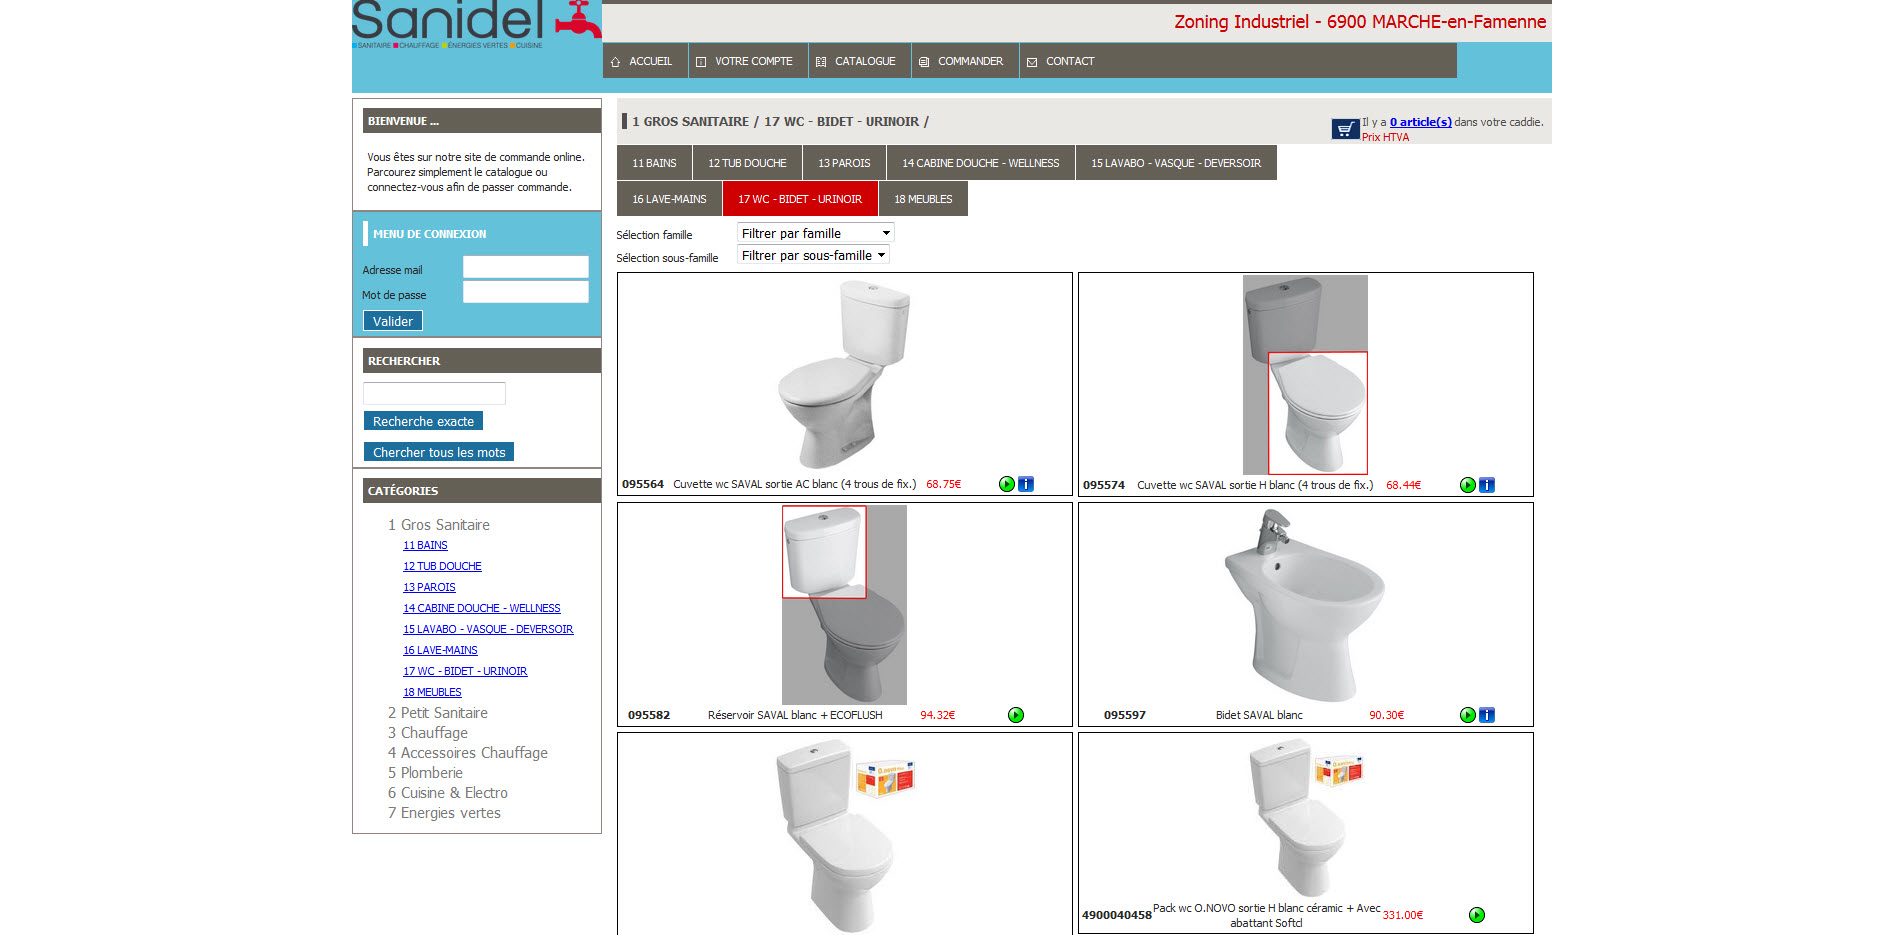 Sanidel
SANITAIRE CHAUFFAGE ÉNERGIES VERTES CUISINE
Zoning Industriel - 6900 MARCHE-en-Famenne
ACCUEIL VOTRE COMPTE CATALOGUE COMMANDER CONTACT
BIENVENUE ...
Vous êtes sur notre site de commande online.
Parcourez simplement le catalogue ou
connectez-vous afin de passer commande.
MENU DE CONNEXION
Adresse mail
Mot de passe
Valider
RECHERCHER
Recherche exacte
Chercher tous les mots
CATÉGORIES
1 Gros Sanitaire
11 BAINS
12 TUB DOUCHE
13 PAROIS
14 CABINE DOUCHE - WELLNESS
15 LAVABO - VASQUE - DEVERSOIR
16 LAVE-MAINS
17 WC - BIDET - URINOIR
18 MEUBLES
2 Petit Sanitaire
3 Chauffage
4 Accessoires Chauffage
5 Plomberie
6 Cuisine & Electro
7 Energies vertes
1 GROS SANITAIRE / 17 WC - BIDET - URINOIR /
Il y a 0 article(s) dans votre caddie.
Prix HTVA
11 BAINS 12 TUB DOUCHE 13 PAROIS 14 CABINE DOUCHE - WELLNESS 15 LAVABO - VASQUE - DEVERSOIR
16 LAVE-MAINS 17 WC - BIDET - URINOIR 18 MEUBLES
Sélection famille Filtrer par famille
Sélection sous-famille Filtrer par sous-famille
095564 Cuvette wc SAVAL sortie AC blanc (4 trous de fix.) 68.75€
095574 Cuvette wc SAVAL sortie H blanc (4 trous de fix.) 68.44€
095582 Réservoir SAVAL blanc + ECOFLUSH 94.32€
095597 Bidet SAVAL blanc 90.30€
4900040458 Pack wc O.NOVO sortie H blanc céramic + Avec 331.00€
abattant Softcl